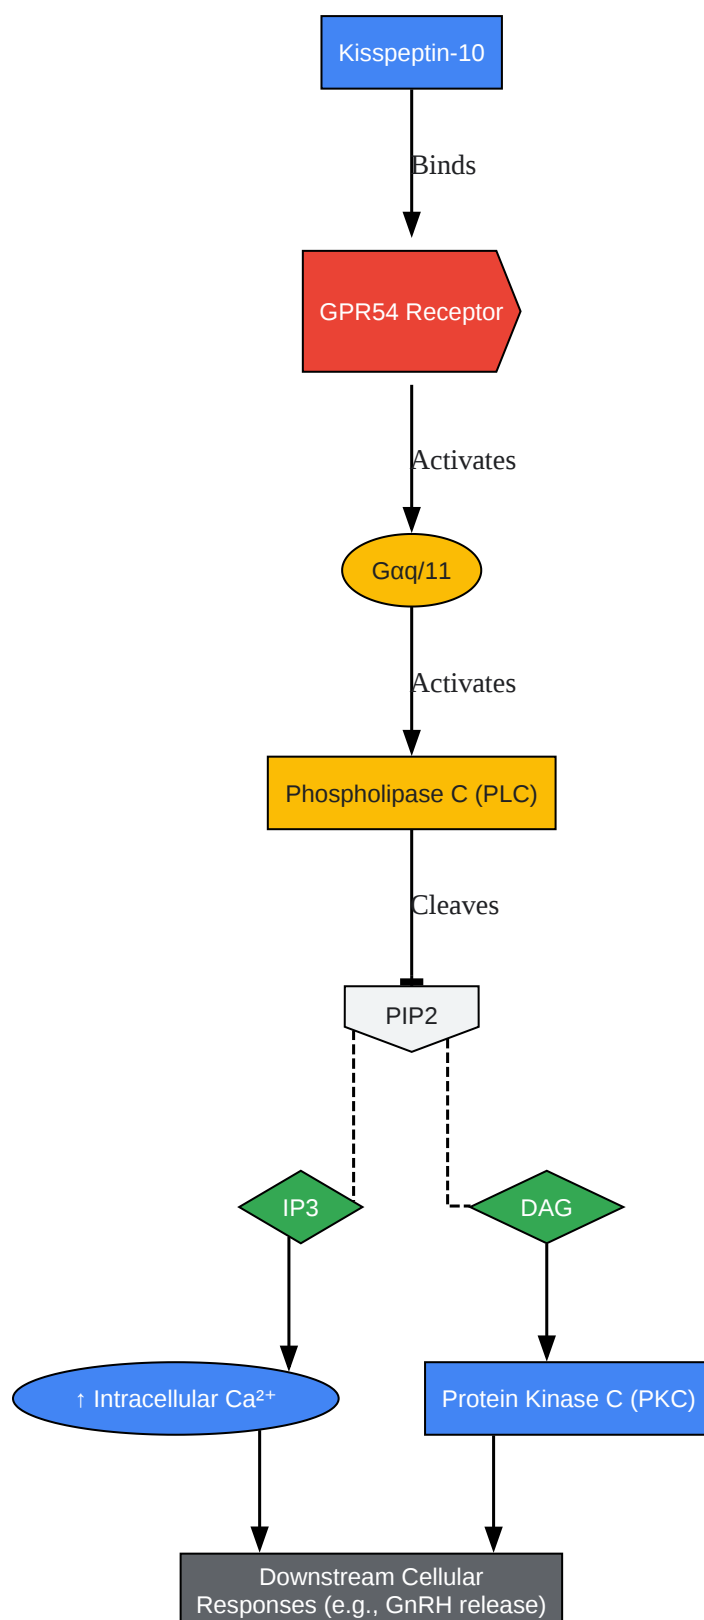 Kisspeptin-10
Binds
GPR54 Receptor
Activates
Gαq/11
Activates
Phospholipase C (PLC)
Cleaves
PIP2
IP3
DAG
↑ Intracellular Ca²⁺
Protein Kinase C (PKC)
Downstream Cellular
Responses (e.g., GnRH release)